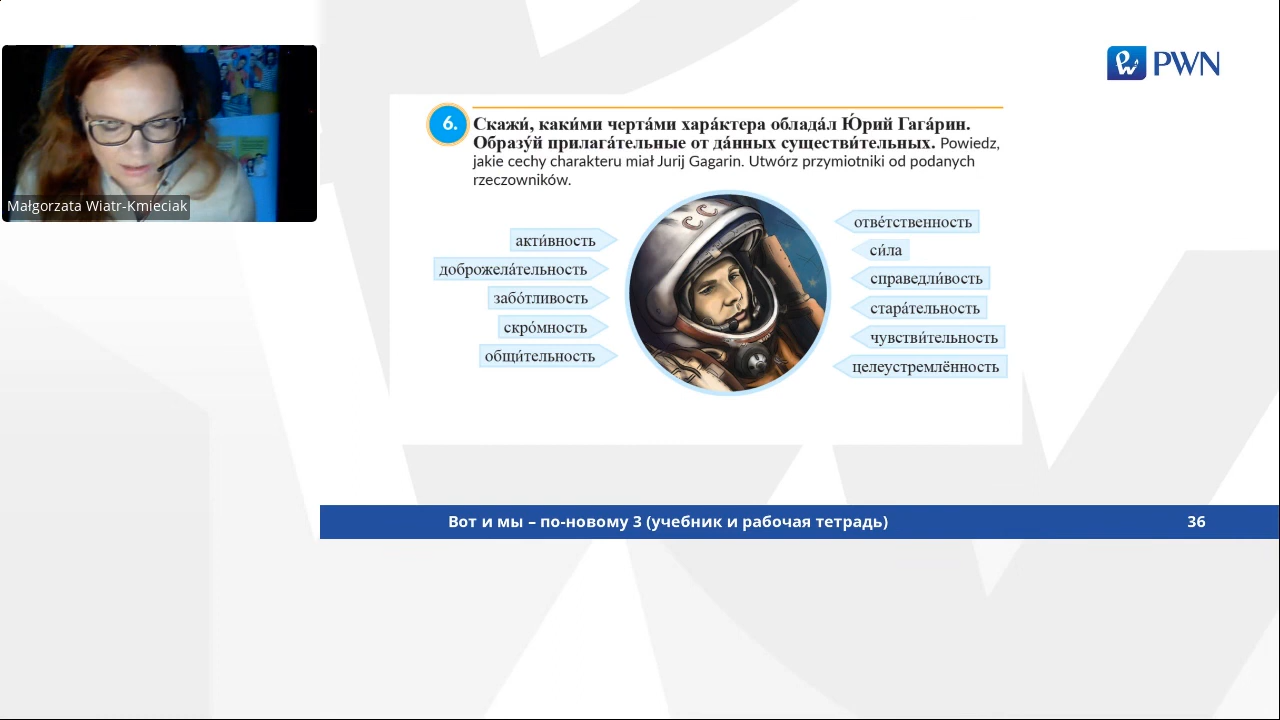 PWN
6. Скажи́, каки́ми черта́ми хара́ктера облада́л Ю́рий Гага́рин.
Образу́й прилага́тельные от да́нных существи́тельных. Powiedz,
jakie cechy charakteru miał Jurij Gagarin. Utwórz przymiotniki od podanych
rzeczowników.
Małgorzata Wiatr-Kmieciak
СС
акти́вность
доброжела́тельность
забо́тливость
скро́мность
общи́тельность
отве́тственность
си́ла
справедли́вость
стара́тельность
чувстви́тельность
целеустремлённость
Вот и мы – по-новому 3 (учебник и рабочая тетрадь) 36